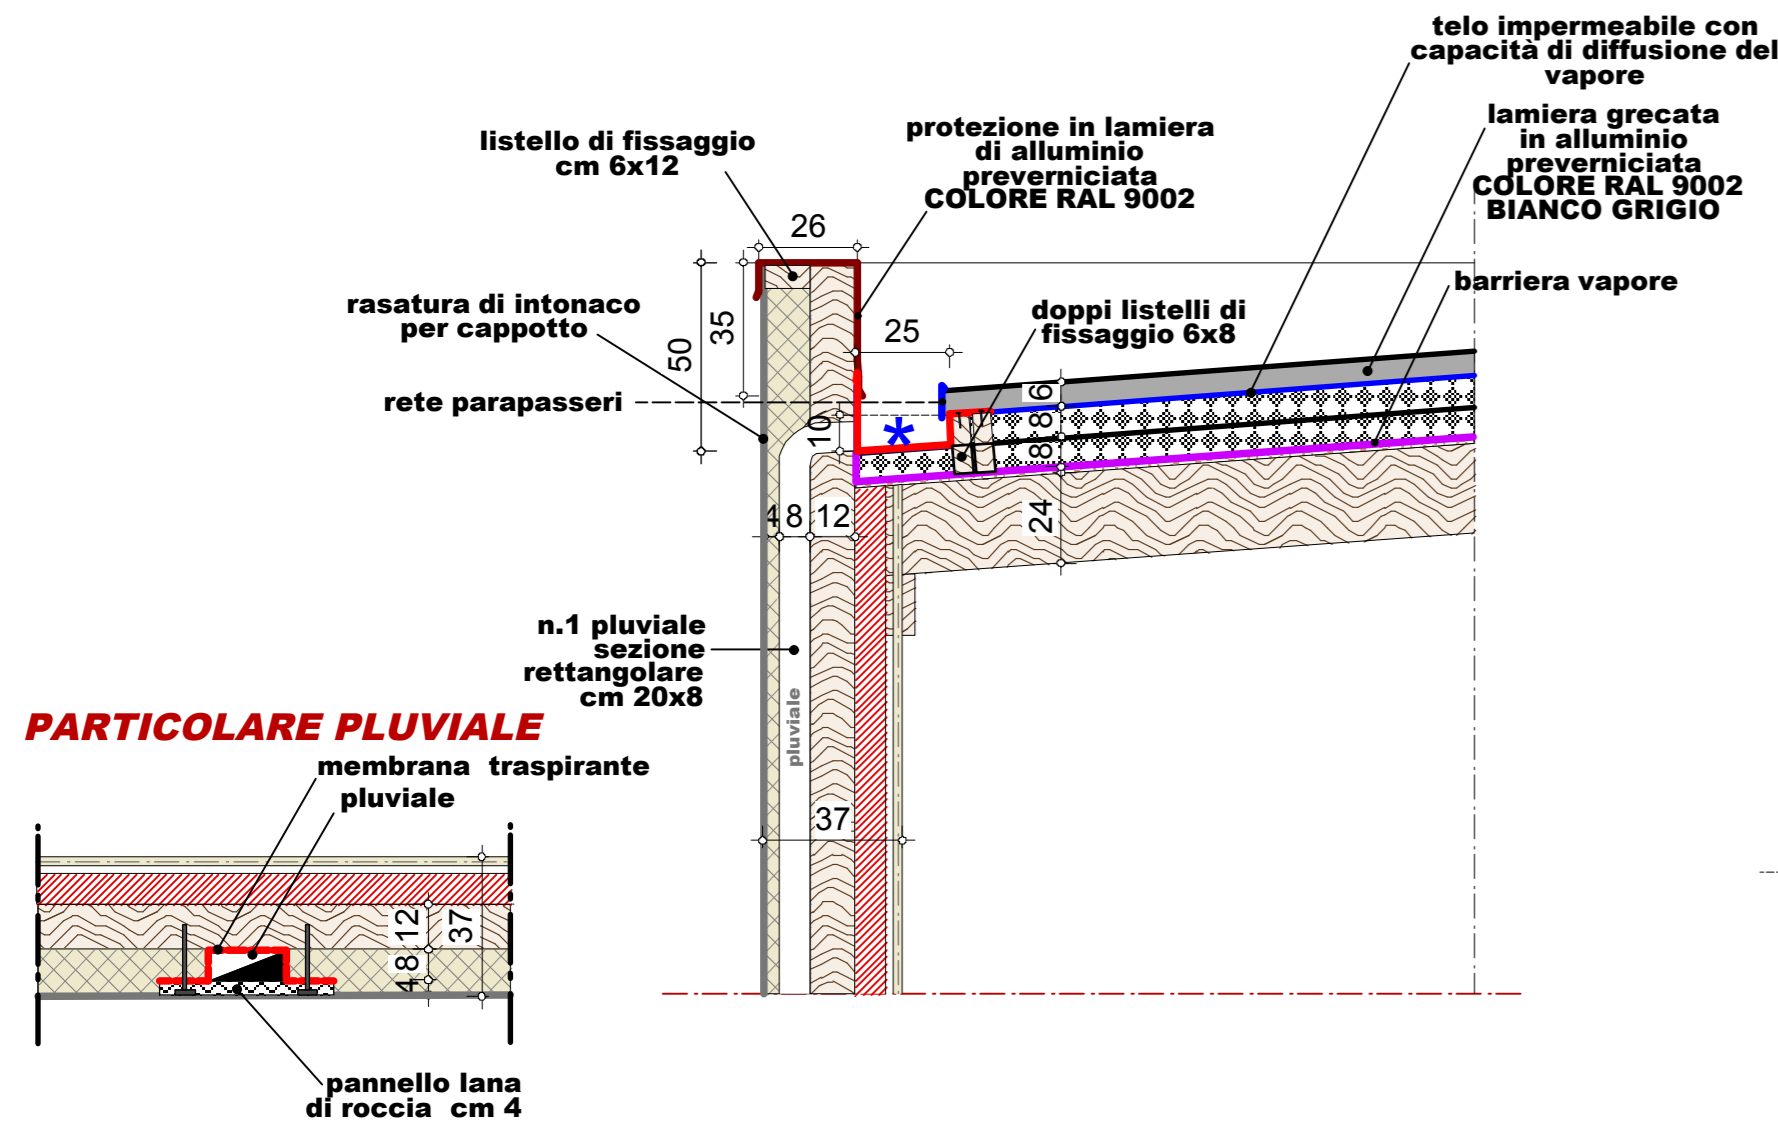 telo impermeabile con
capacità di diffusione del
vapore
lamiera grecata
in alluminio
preverniciata
COLORE RAL 9002
BIANCO GRIGIO
protezione in lamiera
di alluminio
preverniciata
COLORE RAL 9002
listello di fissaggio
cm 6x12
26
barriera vapore
rasatura di intonaco
per cappotto
doppi listelli di
fissaggio 6x8
35
50
25
rete parapasseri
6
8
8
10
*
24
4
8
12
n.1 pluviale
sezione
rettangolare
cm 20x8
pluviale
37
PARTICOLARE PLUVIALE
membrana traspirante
pluviale
12
37
8
4
pannello lana
di roccia cm 4